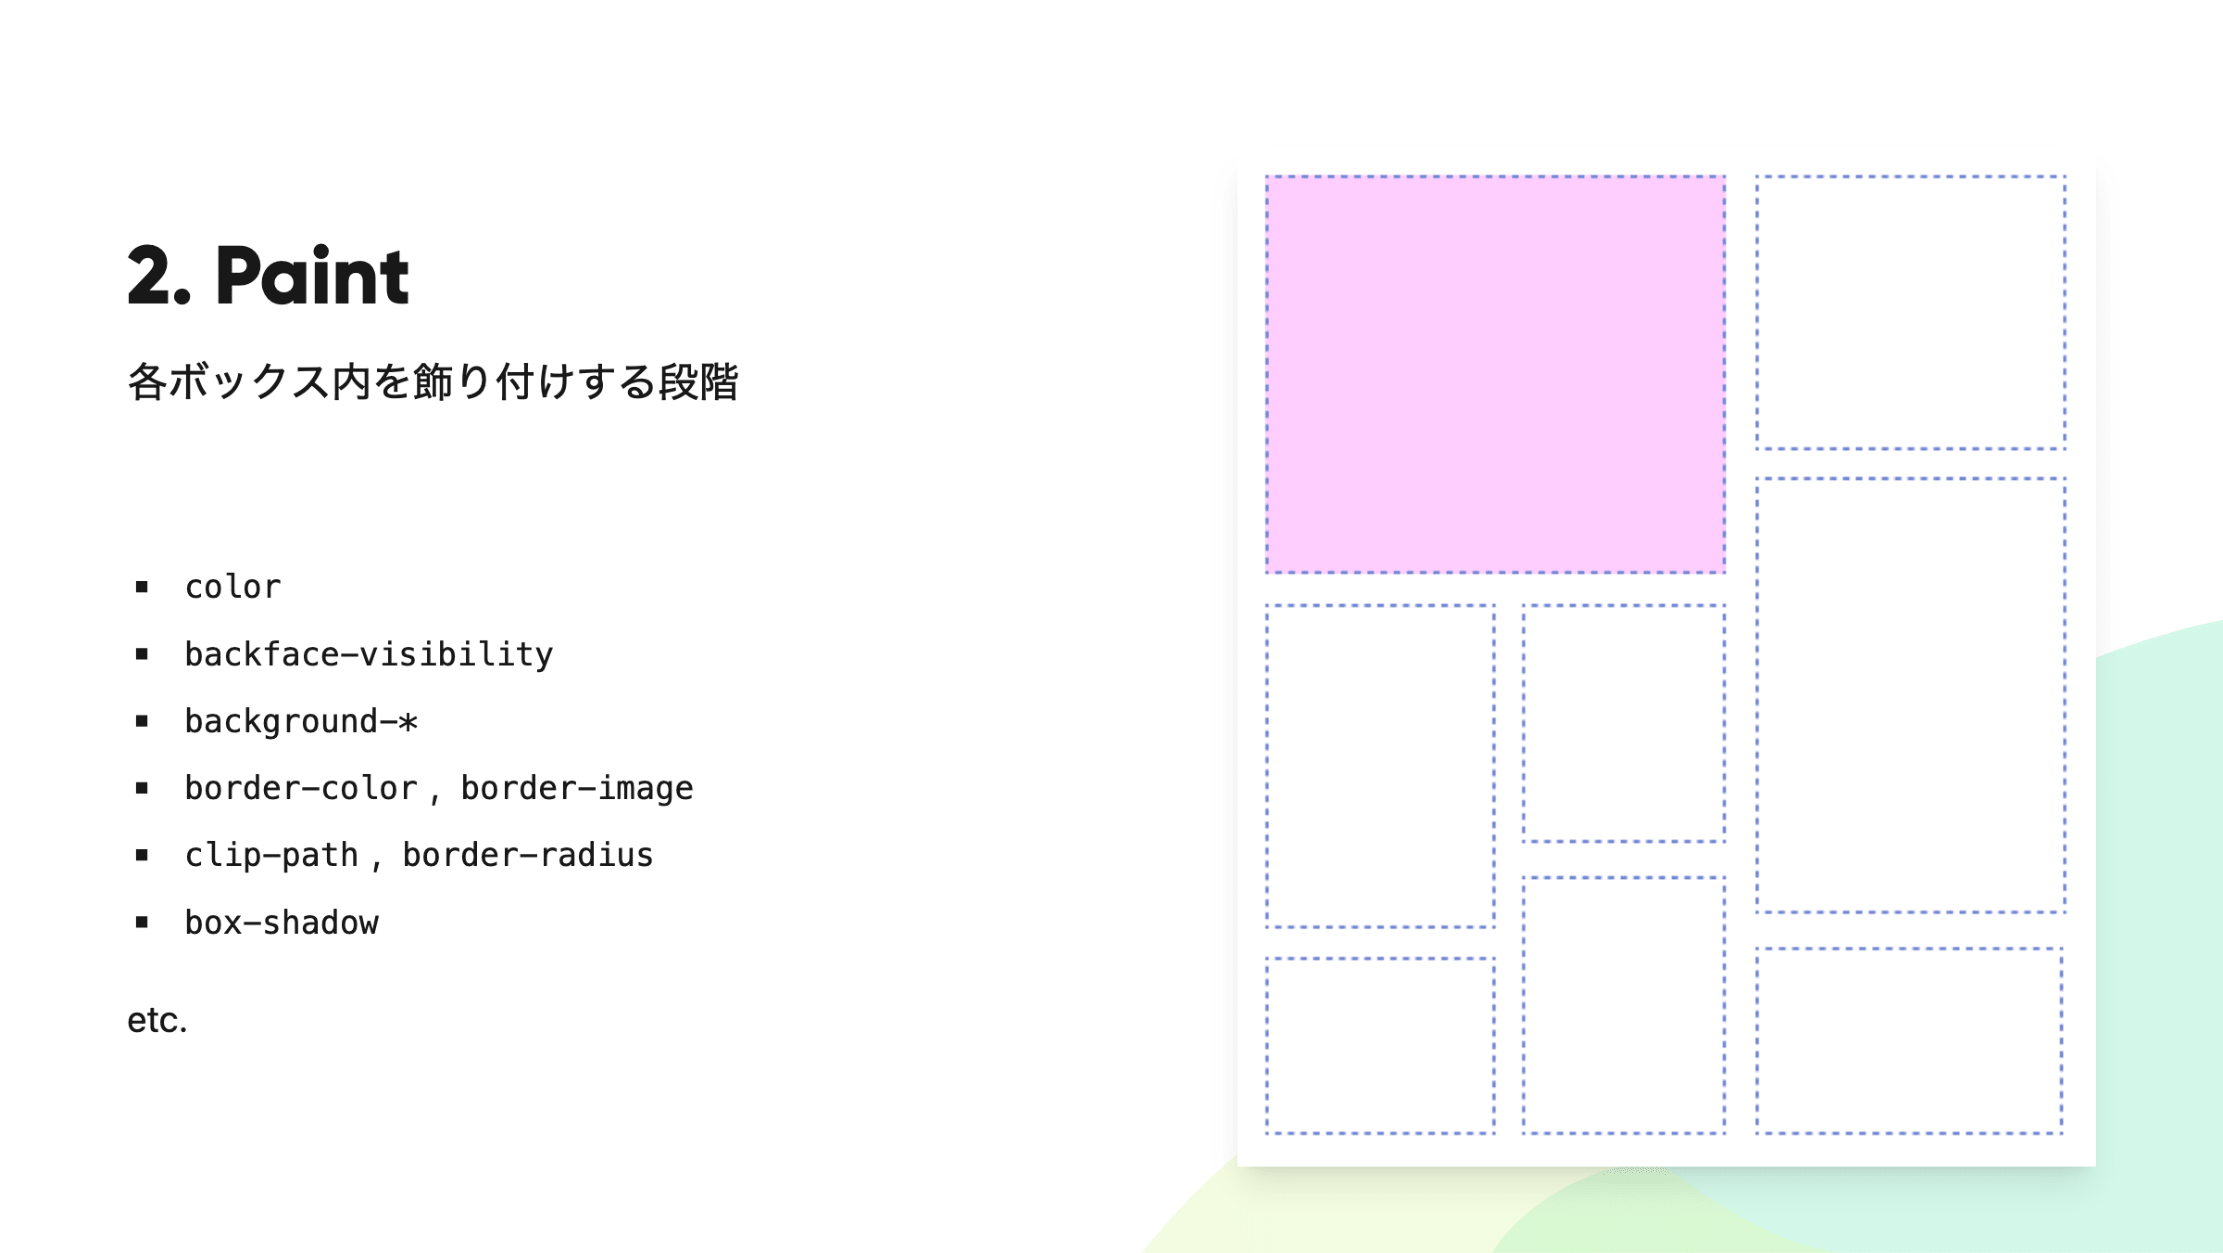 2. Paint
各ボックス内を飾り付けする段階
▪ color
▪ backface-visibility
▪ background-*
▪ border-color, border-image
▪ clip-path, border-radius
▪ box-shadow
etc.